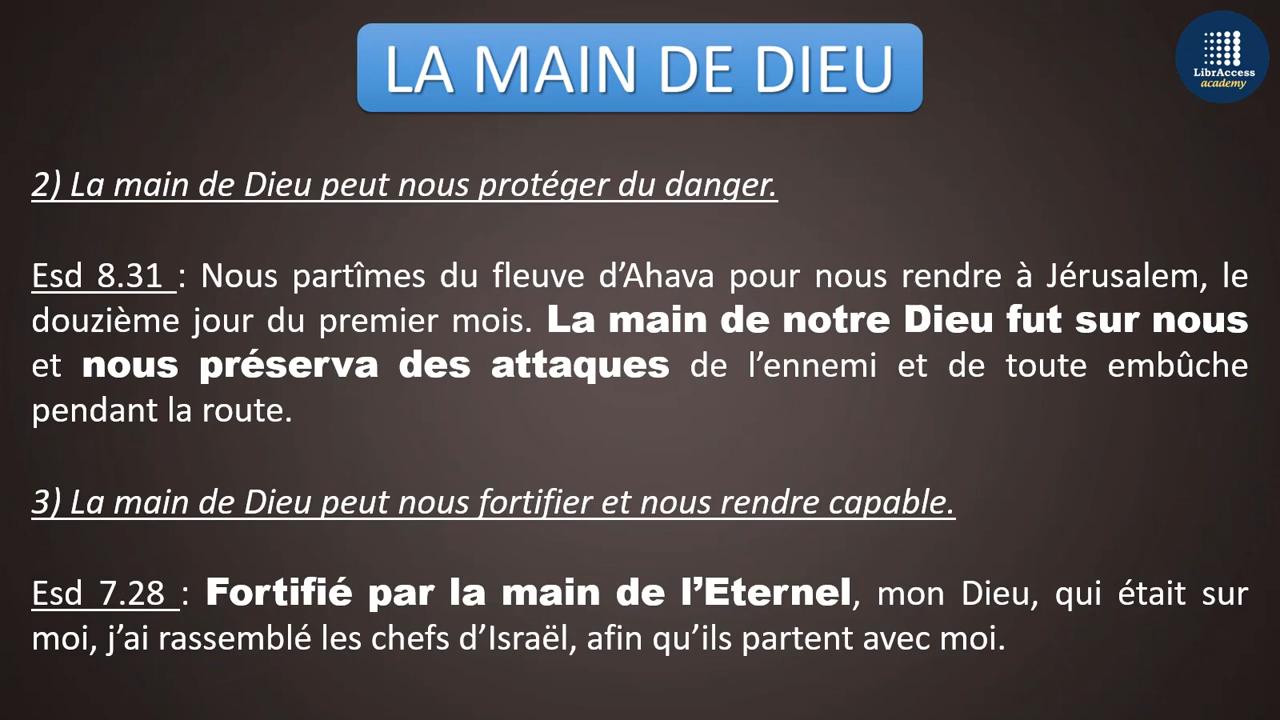 LA MAIN DE DIEU
LibrAccess
academy
2) La main de Dieu peut nous protéger du danger.
Esd 8.31 : Nous partîmes du fleuve d’Ahava pour nous rendre à Jérusalem, le
douzième jour du premier mois. La main de notre Dieu fut sur nous
et nous préserva des attaques de l’ennemi et de toute embûche
pendant la route.
3) La main de Dieu peut nous fortifier et nous rendre capable.
Esd 7.28 : Fortifié par la main de l’Eternel, mon Dieu, qui était sur
moi, j’ai rassemblé les chefs d’Israël, afin qu’ils partent avec moi.